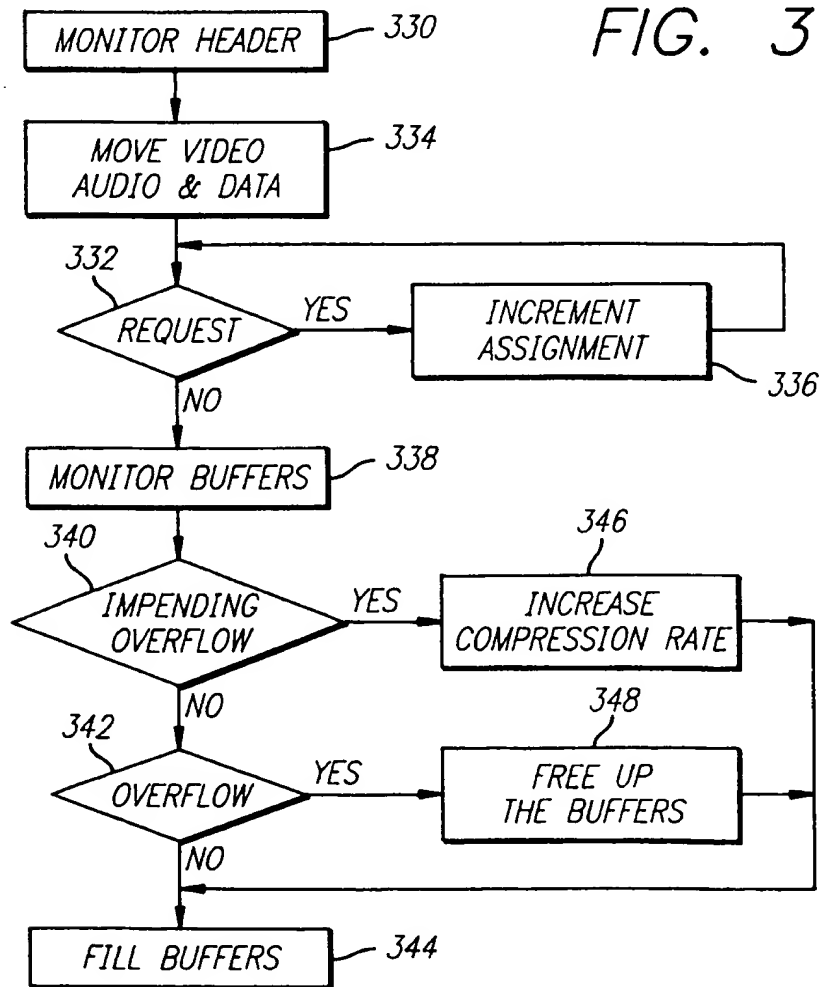 FIG. 3
MONITOR HEADER
330
MOVE VIDEO
AUDIO & DATA
334
332
REQUEST
YES
INCREMENT
ASSIGNMENT
336
NO
MONITOR BUFFERS
338
340
IMPENDING
OVERFLOW
YES
346
INCREASE
COMPRESSION RATE
NO
342
OVERFLOW
YES
348
FREE UP
THE BUFFERS
NO
FILL BUFFERS
344